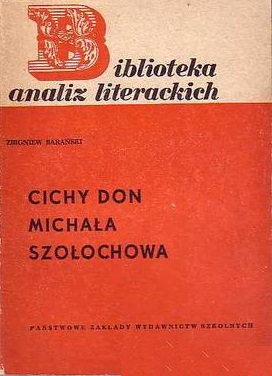 Biblioteka
analiz literackich
ZBIGNIEW BARAŃSKI
CICHY DON
MICHAŁA
SZOŁOCHOWA
PAŃSTWOWE ZAKŁADY WYDAWNICTW SZKOLNYCH